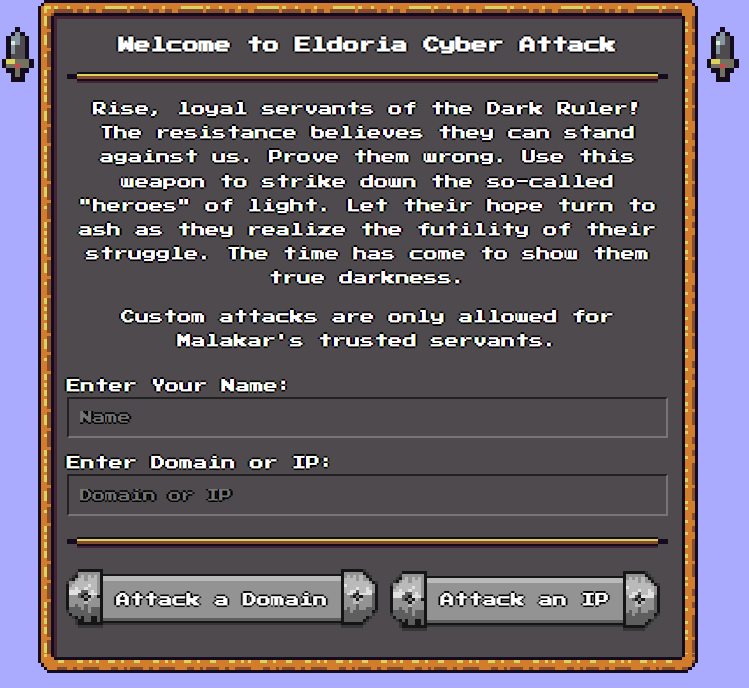 Welcome to Eldoria Cyber Attack
Rise, loyal servants of the Dark Ruler!
The resistance believes they can stand
against us. Prove them wrong. Use this
weapon to strike down the so-called
"heroes" of light. Let their hope turn to
ash as they realize the futility of their
struggle. The time has come to show them
true darkness.
Custom attacks are only allowed for
Malakar's trusted servants.
Enter Your Name:
Name
Enter Domain or IP:
Domain or IP
Attack a Domain
Attack an IP